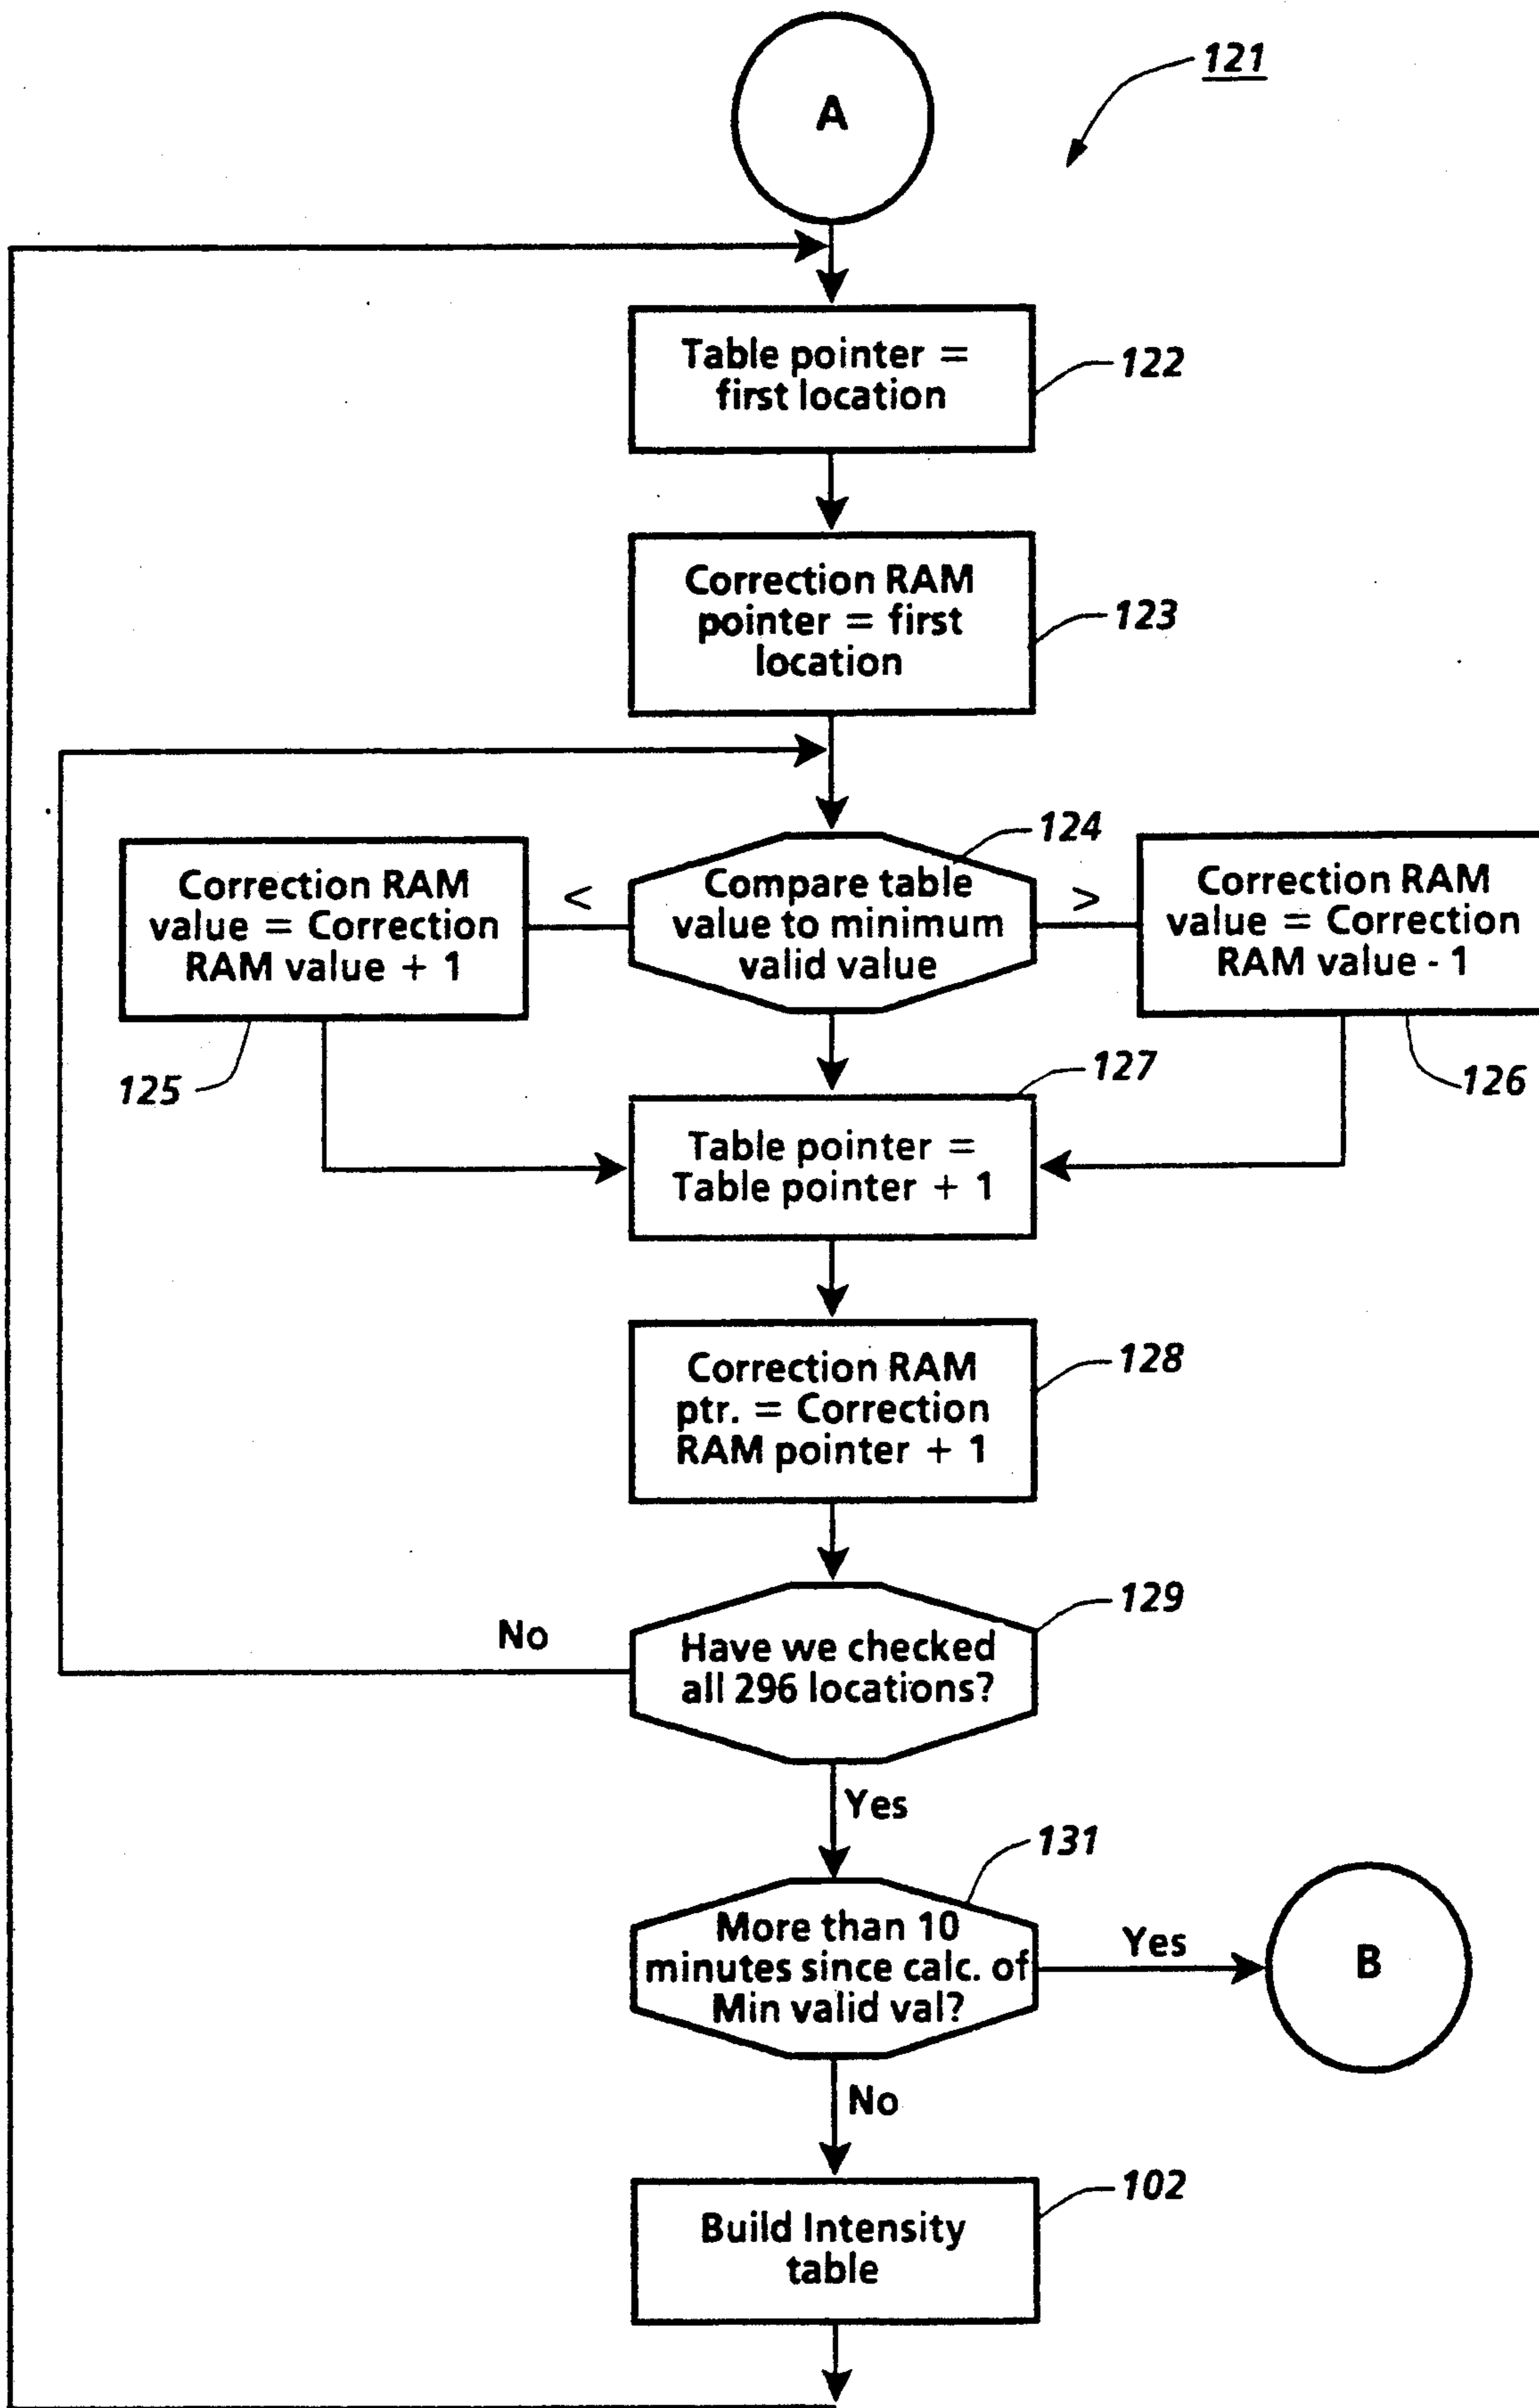 A
121
Table pointer =
first location
122
Correction RAM
pointer = first
location
123
124
Correction RAM
value = Correction
RAM value + 1
<
Compare table
value to minimum
valid value
>
Correction RAM
value = Correction
RAM value - 1
125
127
126
Table pointer =
Table pointer + 1
Correction RAM
ptr. = Correction
RAM pointer + 1
128
129
No
Have we checked
all 296 locations?
Yes
131
More than 10
minutes since calc. of
Min valid val?
Yes
B
No
102
Build Intensity
table